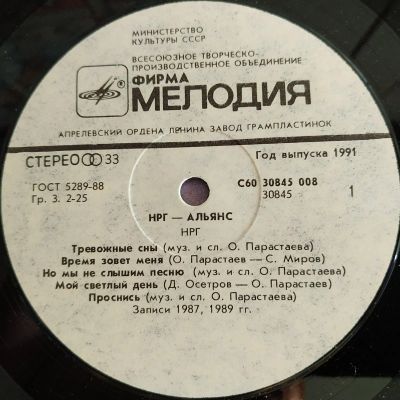 МИНИСТЕРСТВО
КУЛЬТУРЫ СССР
ВСЕСОЮЗНОЕ ТВОРЧЕСКО-
ПРОИЗВОДСТВЕННОЕ ОБЪЕДИНЕНИЕ
ФИРМА
МЕЛОДИЯ
АПРЕЛЕВСКИЙ ОРДЕНА ЛЕНИНА ЗАВОД ГРАМПЛАСТИНОК
СТЕРЕО 33
Год выпуска 1991
ГОСТ 5289-88
Гр. 3. 2-25
С60 30845 008
30845
1
НРГ — АЛЬЯНС
НРГ
Тревожные сны (муз. и сл. О. Парастаева)
Время зовет меня (О. Парастаев — С. Миров)
Но мы не слышим песню (муз. и сл. О. Парастаева)
Мой светлый день (Д. Осетров — О. Парастаев)
Проснись (муз. и сл. О. Парастаева)
Записи 1987, 1989 гг.